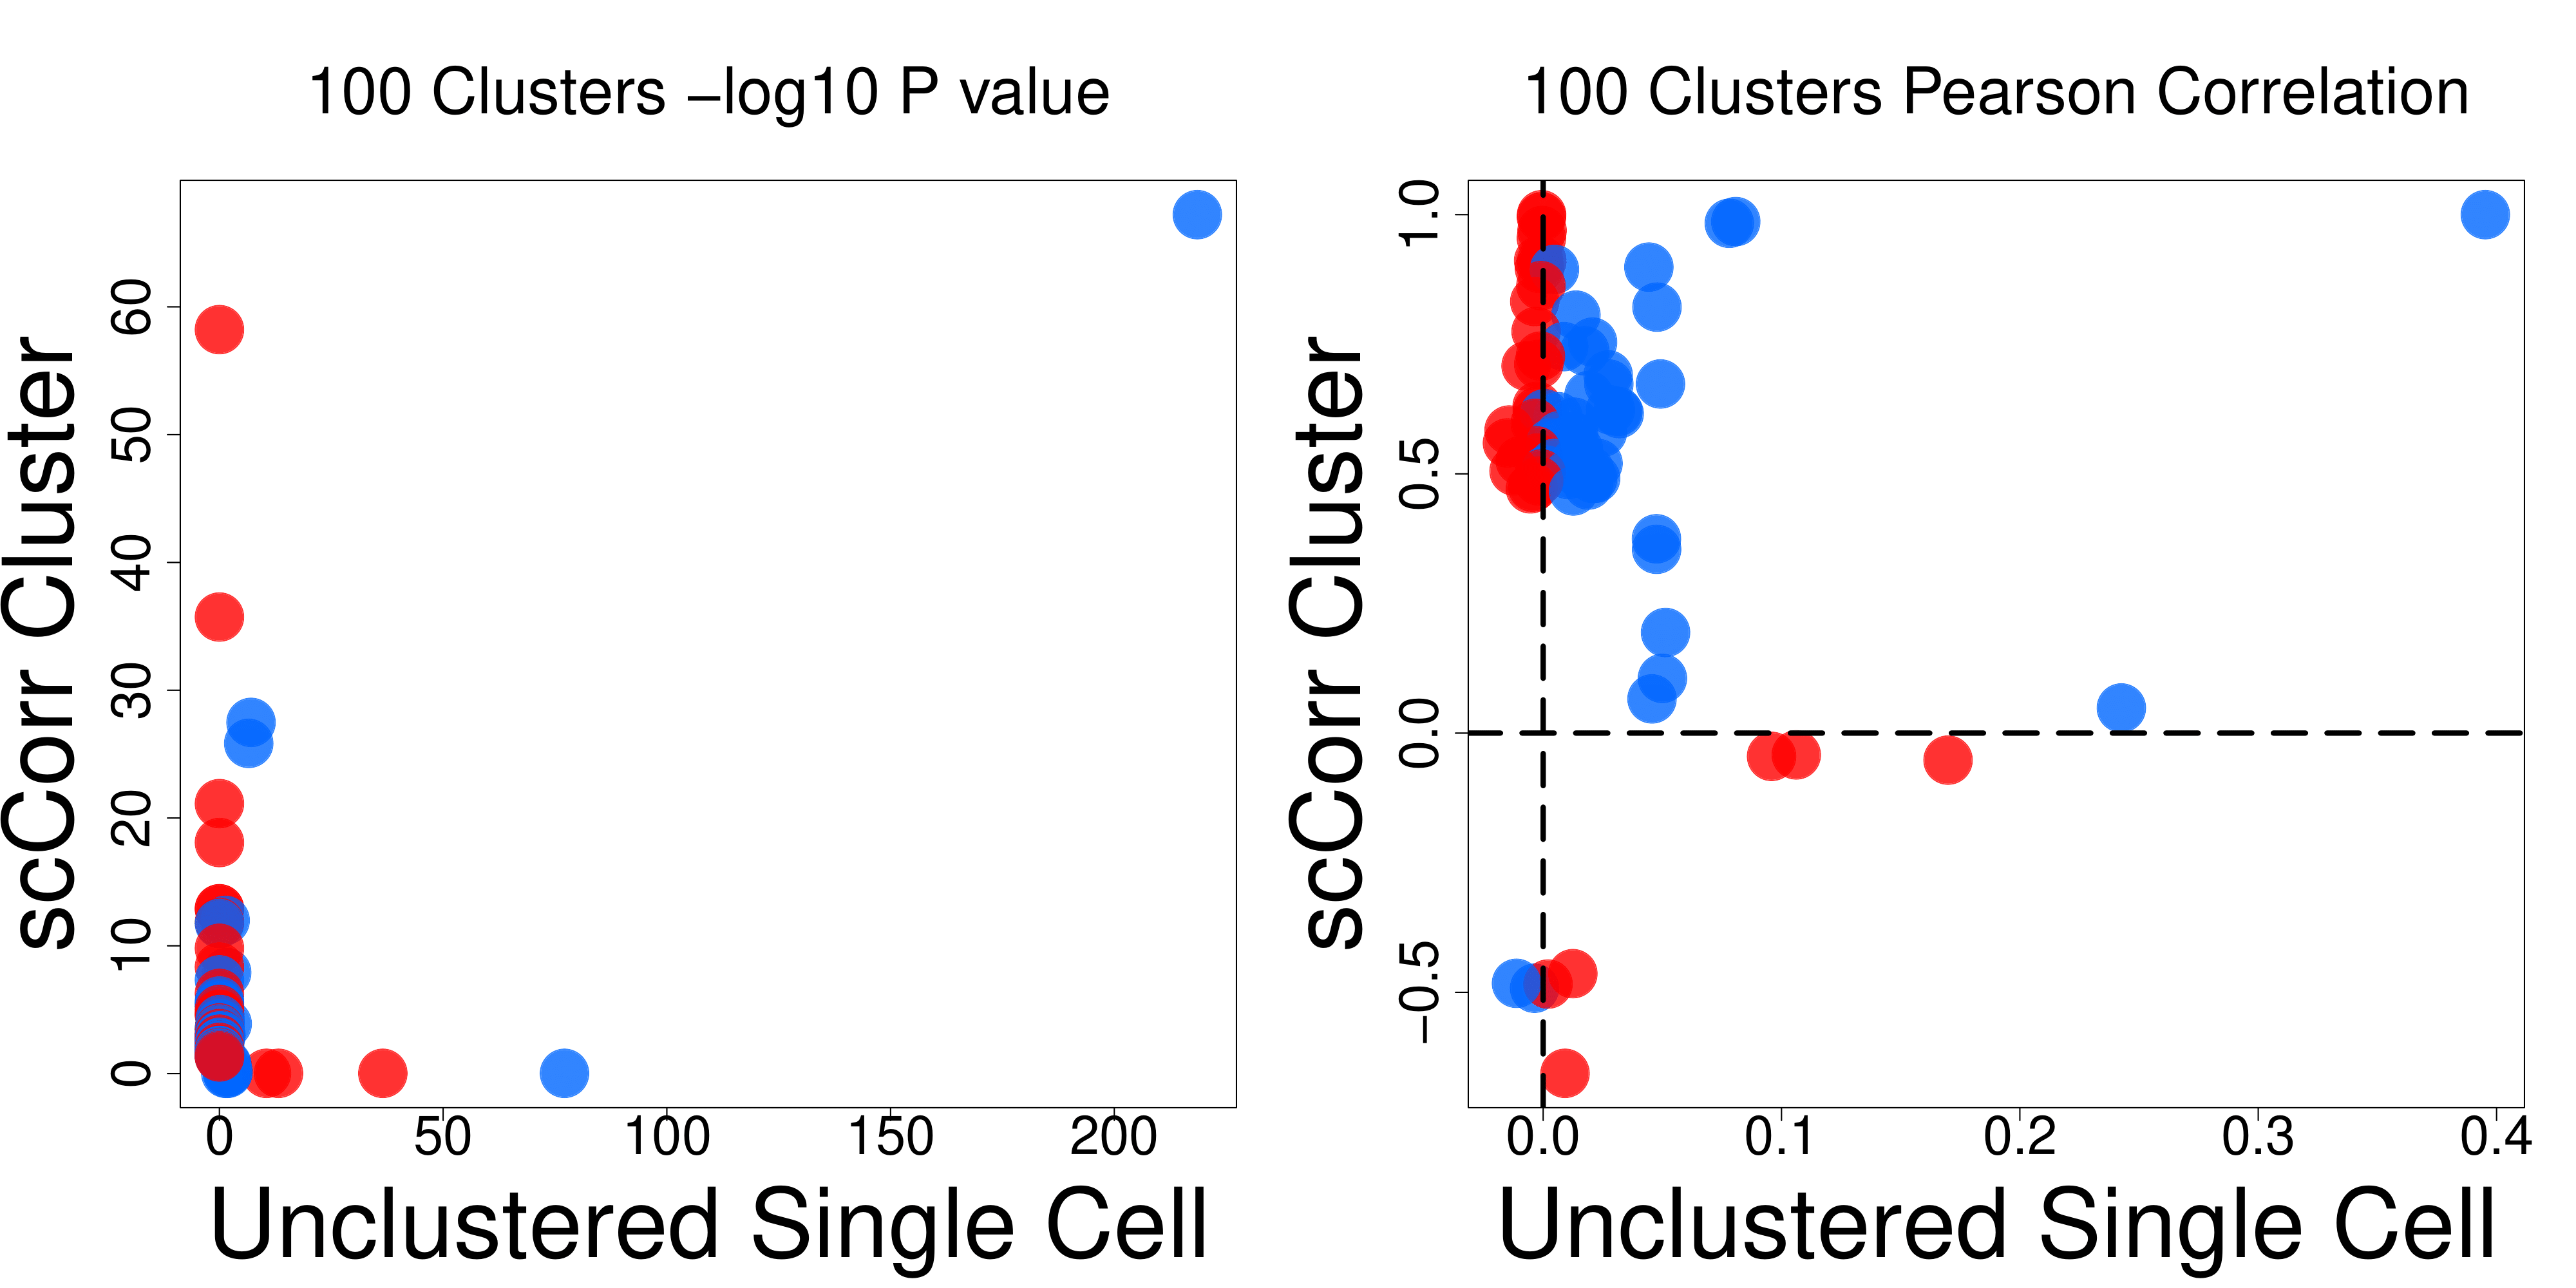 100 Clusters –log10 P value
scCorr Cluster
60
50
40
30
20
10
0
0 50 100 150 200
Unclustered Single Cell
100 Clusters Pearson Correlation
scCorr Cluster
1.0
0.5
0.0
–0.5
0.0 0.1 0.2 0.3 0.4
Unclustered Single Cell